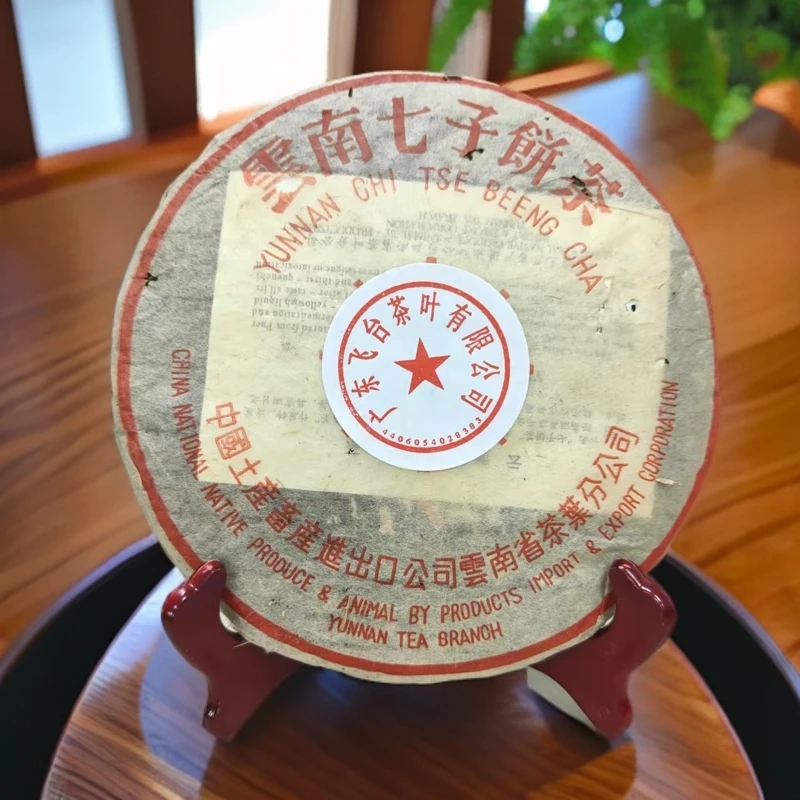 雲南七子餅茶
YUNNAN CHI TSE BEENG CHA
广东飞台茶叶有限公司
4406054028383
中國土產畜產進出口公司雲南省茶葉分公司
CHINA NATIONAL NATIVE PRODUCE & ANIMAL BY PRODUCTS IMPORT & EXPORT CORPORATION
YUNNAN TEA BRANCH